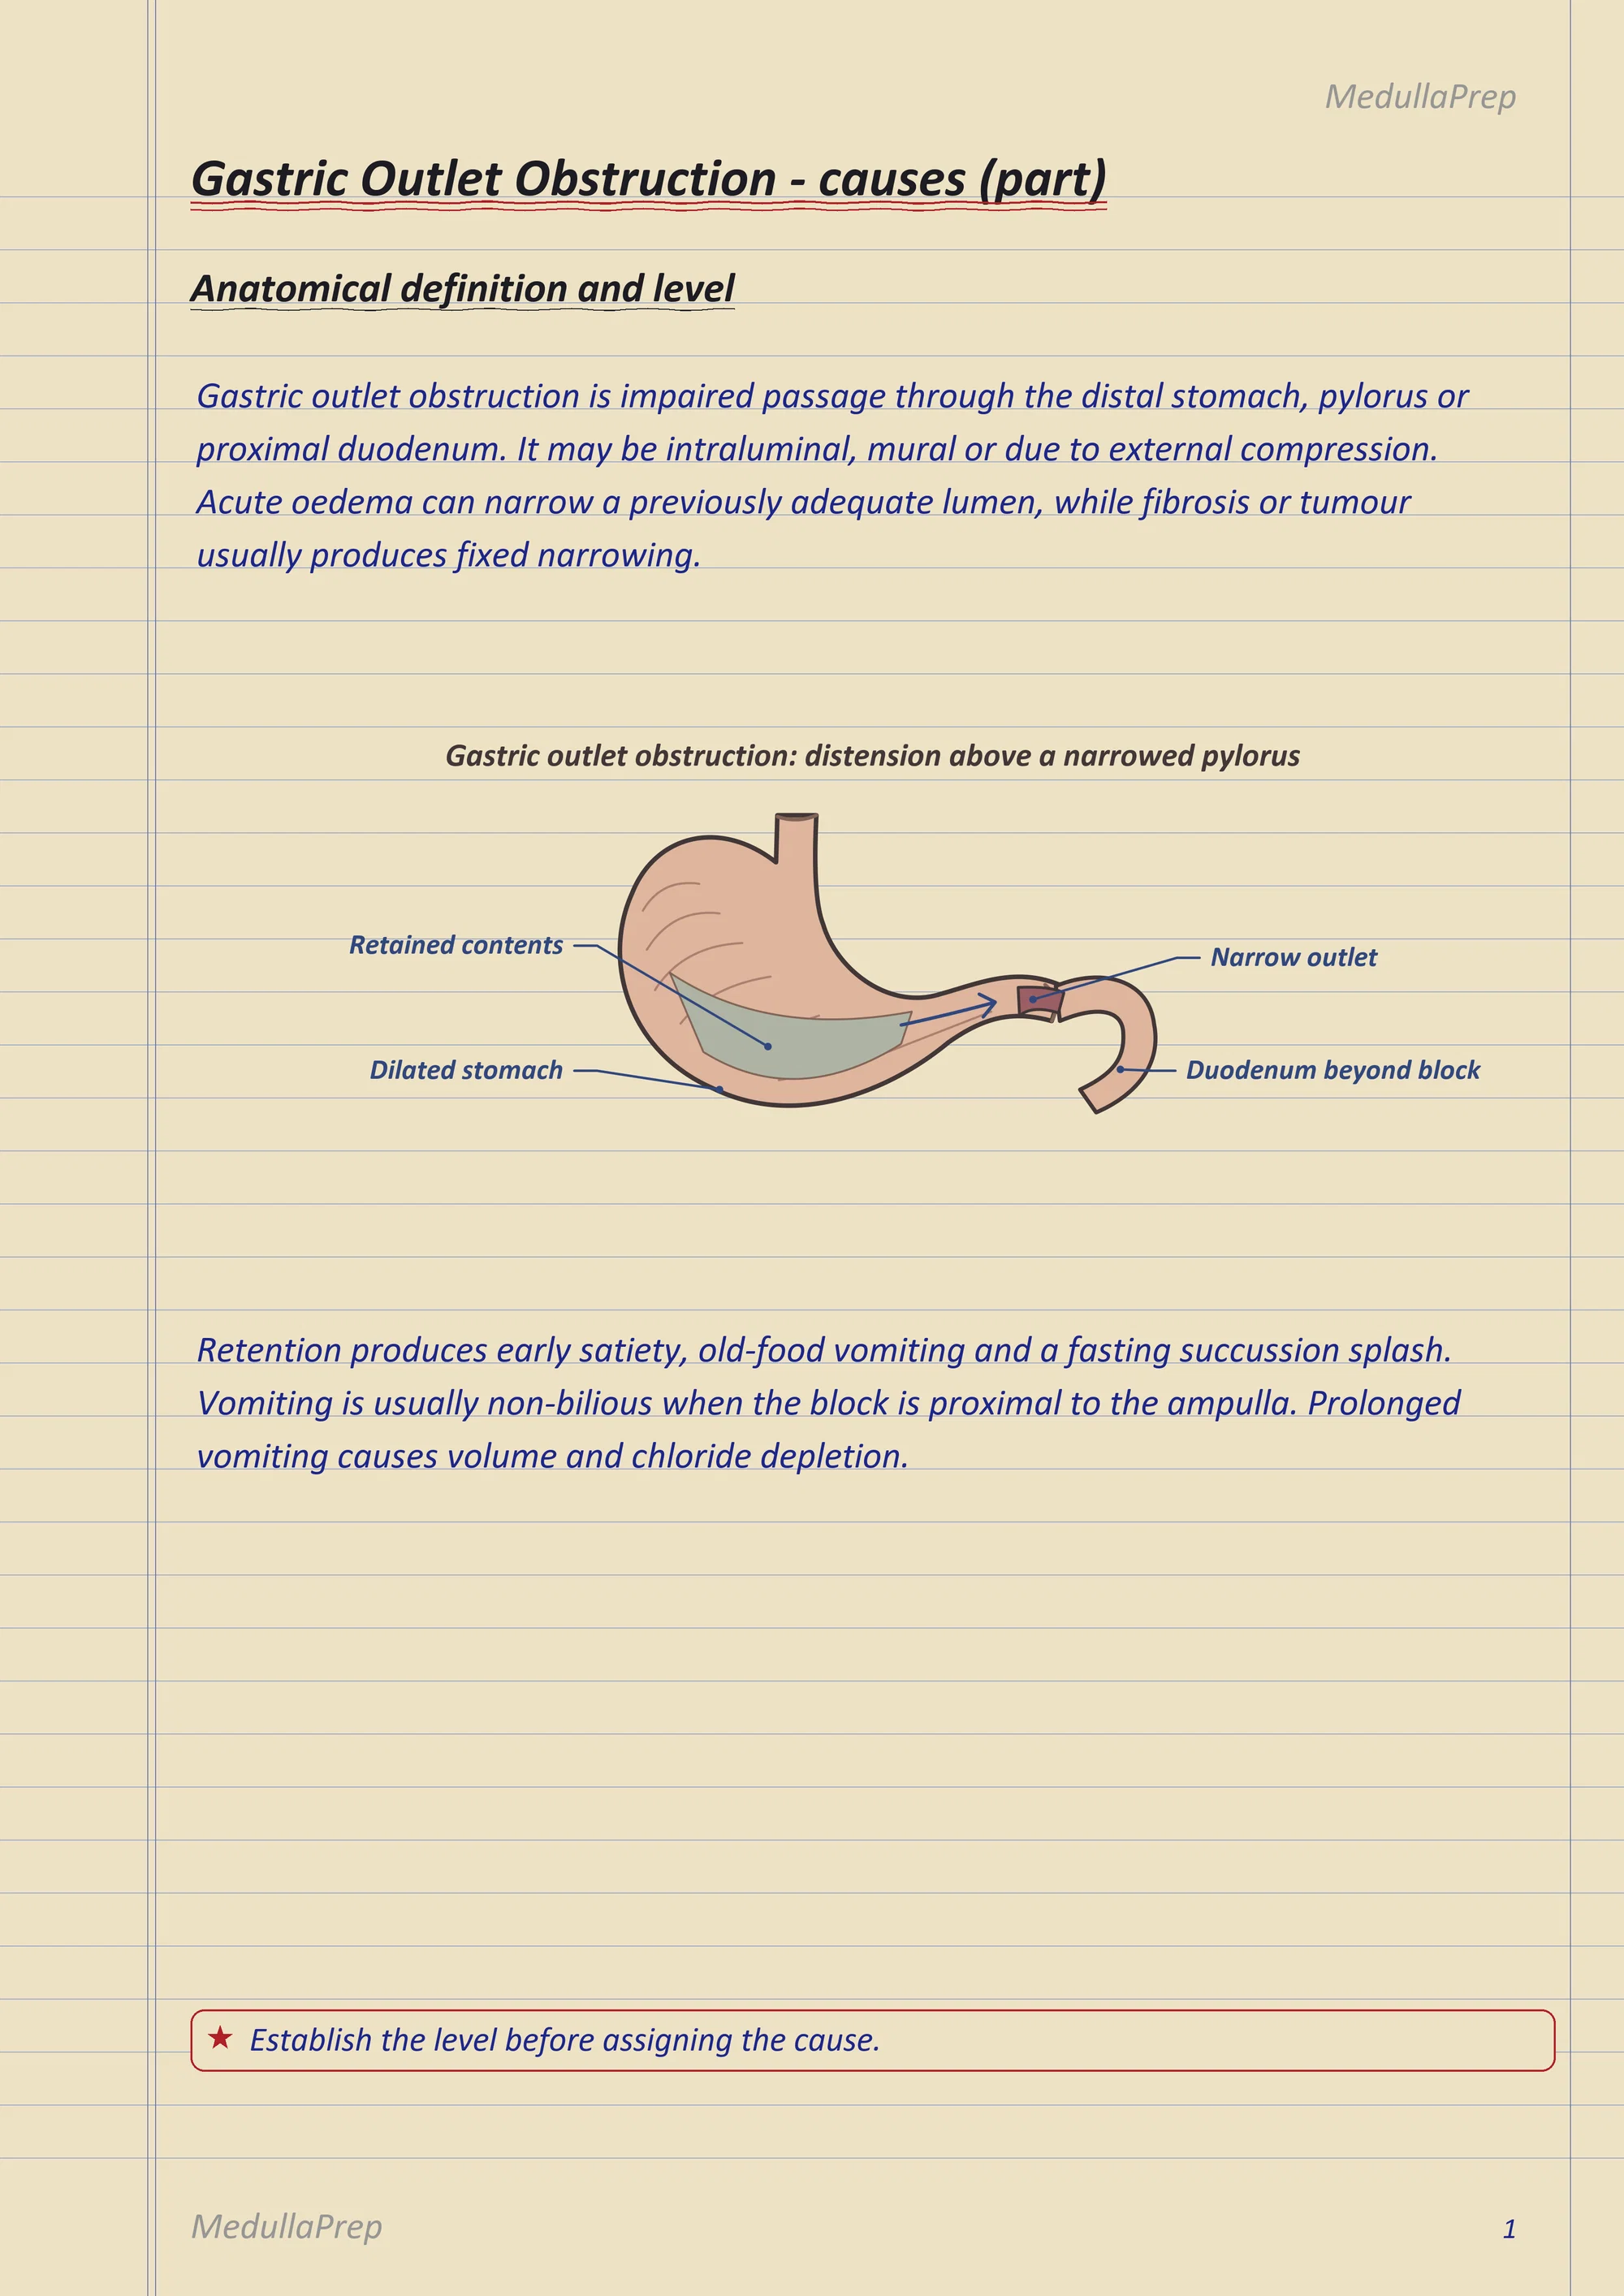 MedullaPrep
Gastric Outlet Obstruction - causes (part)
Anatomical definition and level
Gastric outlet obstruction is impaired passage through the distal stomach, pylorus or
proximal duodenum. It may be intraluminal, mural or due to external compression.
Acute oedema can narrow a previously adequate lumen, while fibrosis or tumour
usually produces fixed narrowing.
Gastric outlet obstruction: distension above a narrowed pylorus
Retained contents
Narrow outlet
Dilated stomach
Duodenum beyond block
Retention produces early satiety, old-food vomiting and a fasting succussion splash.
Vomiting is usually non-bilious when the block is proximal to the ampulla. Prolonged
vomiting causes volume and chloride depletion.
★ Establish the level before assigning the cause.
MedullaPrep
1